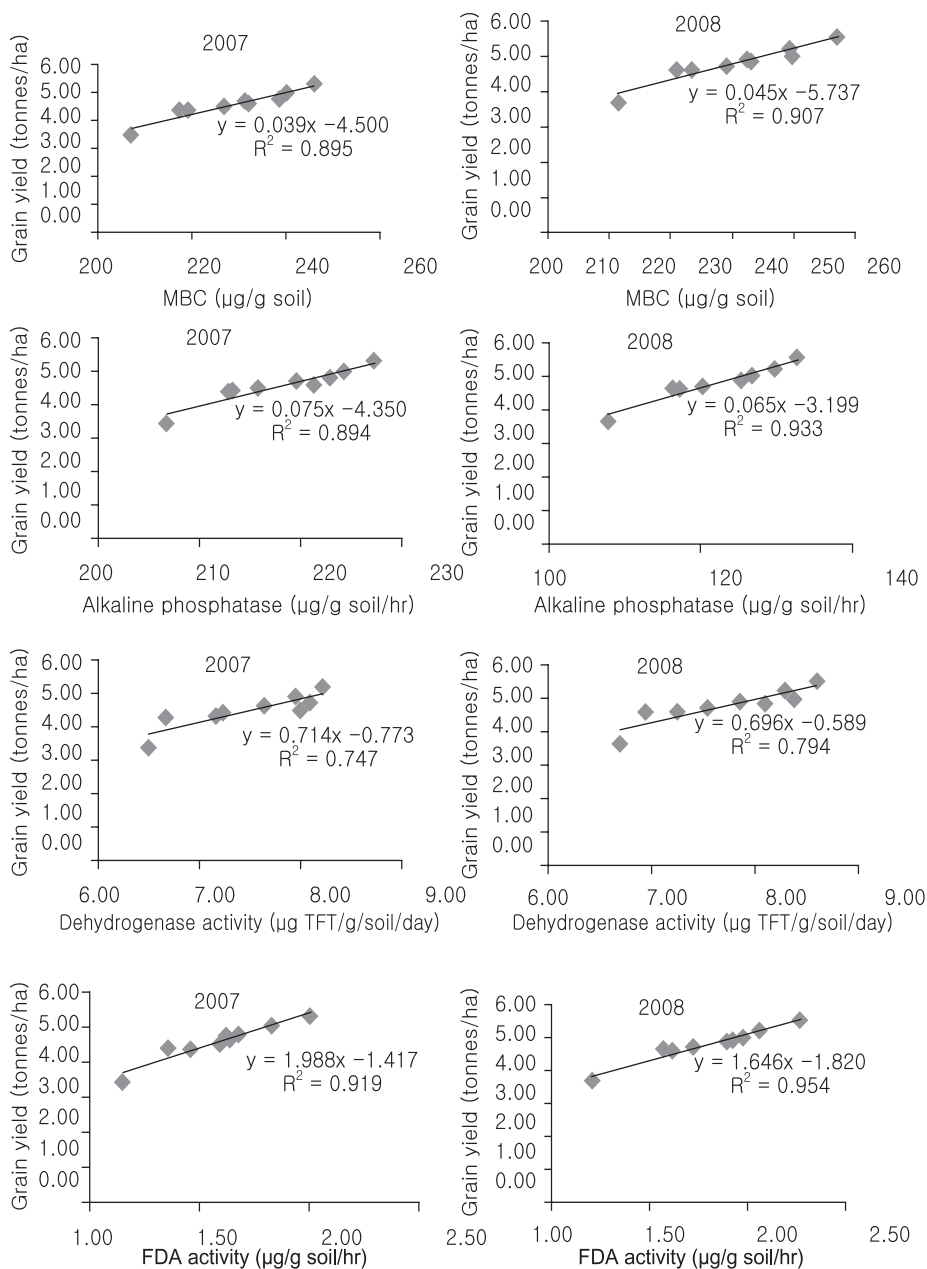 2007
Grain yield (tonnes/ha)
6.00
5.00
4.00
3.00
2.00
1.00
0.00
y = 0.039x −4.500
R² = 0.895
200 220 240 260
MBC (µg/g soil)
2008
Grain yield (tonnes/ha)
6.00
5.00
4.00
3.00
2.00
1.00
0.00
y = 0.045x −5.737
R² = 0.907
200 210 220 230 240 250 260
MBC (µg/g soil)
2007
Grain yield (tonnes/ha)
6.00
5.00
4.00
3.00
2.00
1.00
0.00
y = 0.075x −4.350
R² = 0.894
200 210 220 230
Alkaline phosphatase (µg/g soil/hr)
2008
Grain yield (tonnes/ha)
6.00
5.00
4.00
3.00
2.00
1.00
0.00
y = 0.065x −3.199
R² = 0.933
100 120 140
Alkaline phosphatase (µg/g soil/hr)
2007
Grain yield (tonnes/ha)
6.00
5.00
4.00
3.00
2.00
1.00
0.00
y = 0.714x −0.773
R² = 0.747
6.00 7.00 8.00 9.00
Dehydrogenase activity (µg TFT/g/soil/day)
2008
Grain yield (tonnes/ha)
6.00
5.00
4.00
3.00
2.00
1.00
0.00
y = 0.696x −0.589
R² = 0.794
6.00 7.00 8.00 9.00
Dehydrogenase activity (µg TFT/g/soil/day)
2007
Grain yield (tonnes/ha)
6.00
5.00
4.00
3.00
2.00
1.00
0.00
y = 1.988x −1.417
R² = 0.919
1.00 1.50 2.00 2.50
FDA activity (µg/g soil/hr)
2008
Grain yield (tonnes/ha)
6.00
5.00
4.00
3.00
2.00
1.00
0.00
y = 1.646x −1.820
R² = 0.954
1.00 1.50 2.00 2.50
FDA activity (µg/g soil/hr)